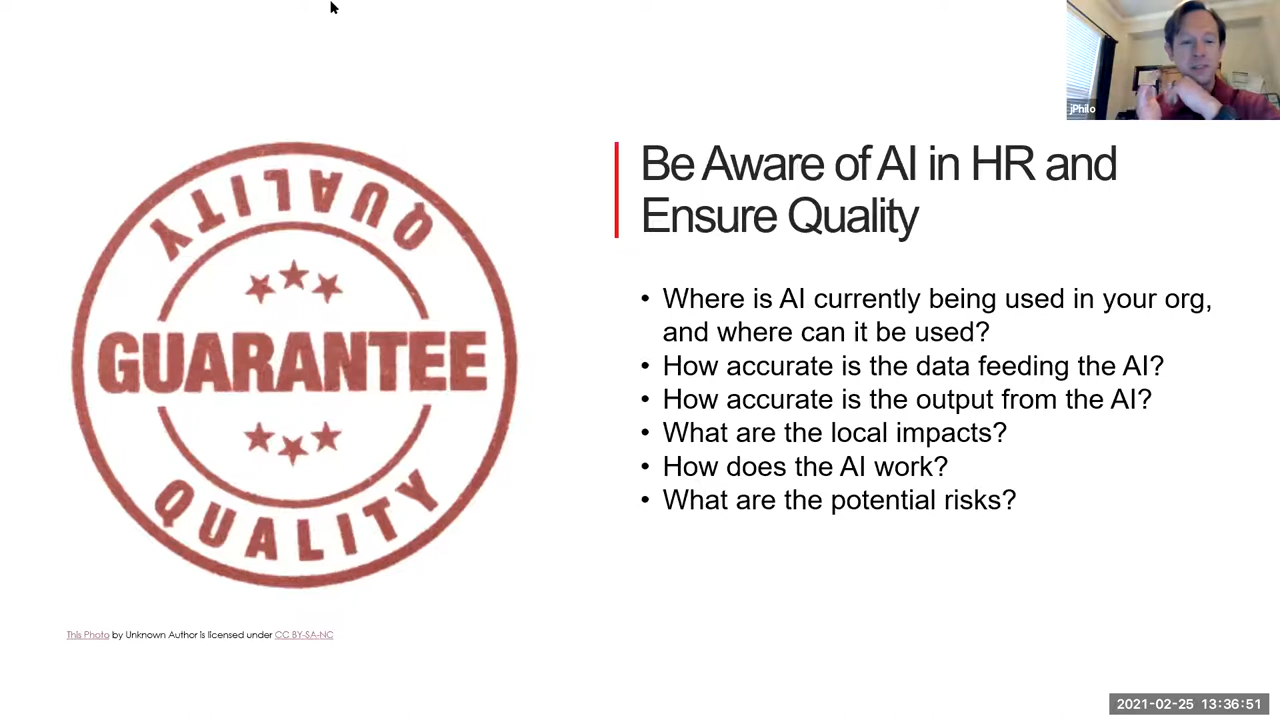 jPhilo
QUALITY
GUARANTEE
QUALITY
Be Aware of AI in HR and
Ensure Quality
• Where is AI currently being used in your org,
and where can it be used?
• How accurate is the data feeding the AI?
• How accurate is the output from the AI?
• What are the local impacts?
• How does the AI work?
• What are the potential risks?
This Photo by Unknown Author is licensed under CC BY-SA-NC
2021-02-25 13:36:51